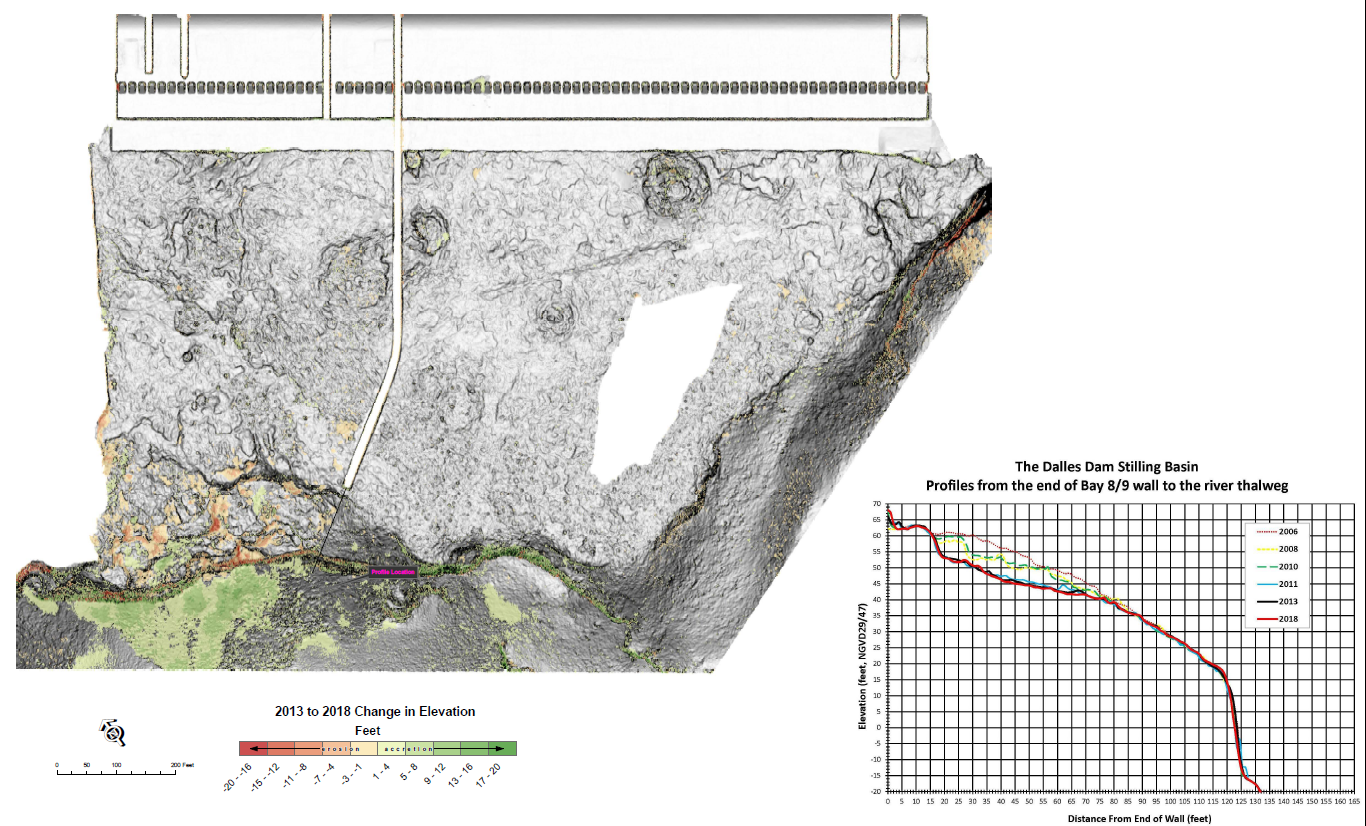 Profile Location
2013 to 2018 Change in Elevation
Feet
erosion accretion
-20 - -16 -15 - -12 -11 - -8 -7 - -4 -3 - -1 1 - 4 5 - 8 9 - 12 13 - 16 17 - 20
0 50 100 200 Feet
The Dalles Dam Stilling Basin
Profiles from the end of Bay 8/9 wall to the river thalweg
Elevation (feet, NGVD29/47)
70
65
60
55
50
45
40
35
30
25
20
15
10
5
0
-5
-10
-15
-20
2006
2008
2010
2011
2013
2018
0 5 10 15 20 25 30 35 40 45 50 55 60 65 70 75 80 85 90 95 100 105 110 115 120 125 130 135 140 145 150 155 160 165
Distance From End of Wall (feet)